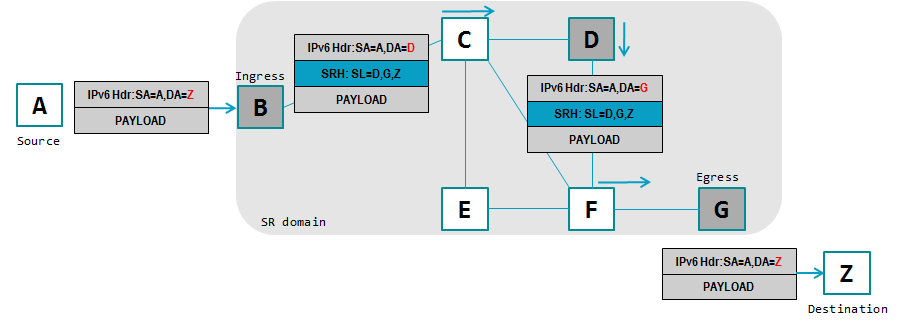 A
Source
IPv6 Hdr:SA=A,DA=Z
PAYLOAD
Ingress
B
IPv6 Hdr:SA=A,DA=D
SRH: SL=D,G,Z
PAYLOAD
C
D
IPv6 Hdr:SA=A,DA=G
SRH: SL=D,G,Z
PAYLOAD
E
F
Egress
G
SR domain
IPv6 Hdr:SA=A,DA=Z
PAYLOAD
Z
Destination